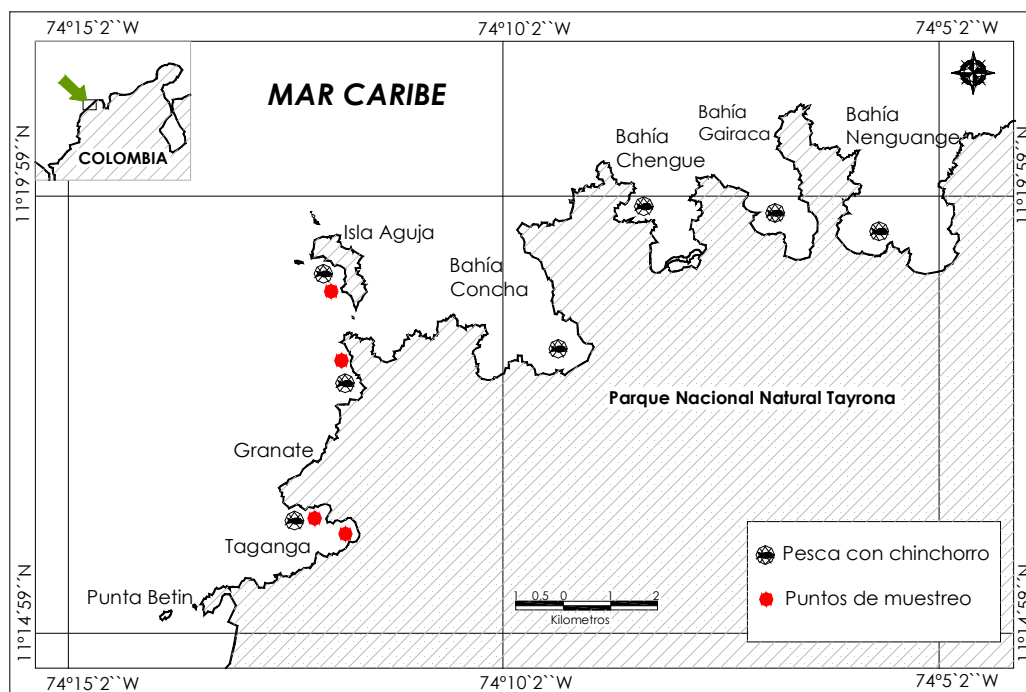 74°15´2``W
74°10´2``W
74°5´2``W
MAR CARIBE
COLOMBIA
Bahía
Gairaca
Bahía
Nenguange
Bahía
Chengue
11°19´59´´N
11°19´59´´N
Isla Aguja
Bahía
Concha
Parque Nacional Natural Tayrona
Granate
Taganga
Punta Betin
Pesca con chinchorro
Puntos de muestreo
1 0,5 0 1 2
Kilometros
11°14´59´´N
11°14´59´´N
74°15´2``W
74°10´2``W
74°5´2``W